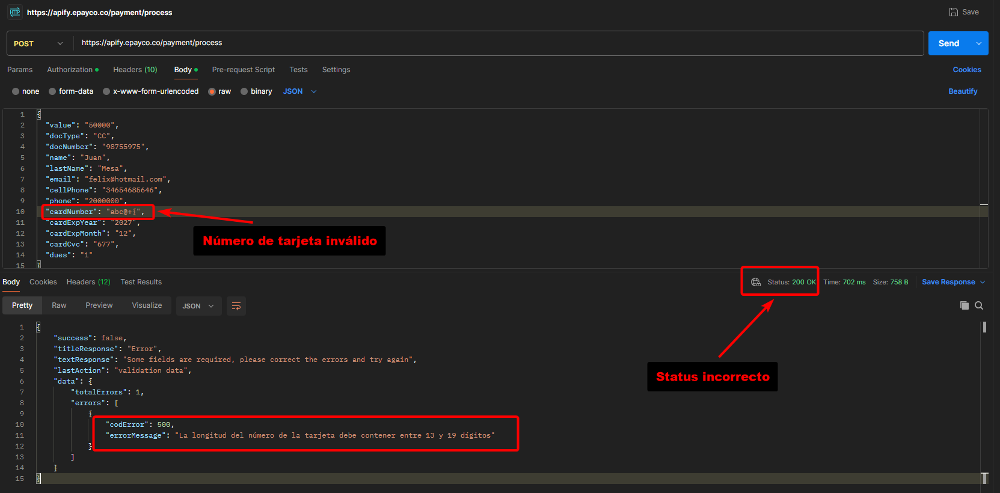 HTTP https://apify.epayco.co/payment/process Save
POST https://apify.epayco.co/payment/process Send
Params Authorization Headers (10) Body Pre-request Script Tests Settings Cookies
none form-data x-www-form-urlencoded raw binary JSON Beautify
1 {
2 "value": "50000",
3 "docType": "CC",
4 "docNumber": "98755975",
5 "name": "Juan",
6 "lastName": "Mesa",
7 "email": "felix@hotmail.com",
8 "cellPhone": "34654685646",
9 "phone": "2000000",
10 "cardNumber": "abc@+{",
11 "cardExpYear": "2027",
12 "cardExpMonth": "12",
13 "cardCvc": "677",
14 "dues": "1"
15 }
Número de tarjeta inválido
Body Cookies Headers (12) Test Results Status: 200 OK Time: 702 ms Size: 758 B Save Response
Pretty Raw Preview Visualize JSON
1 {
2 "success": false,
3 "titleResponse": "Error",
4 "textResponse": "Some fields are required, please correct the errors and try again",
5 "lastAction": "validation data",
6 "data": {
7 "totalErrors": 1,
8 "errors": [
9 {
10 "codError": 500,
11 "errorMessage": "La longitud del número de la tarjeta debe contener entre 13 y 19 dígitos"
12 }
13 ]
14 }
15 }
Status incorrecto